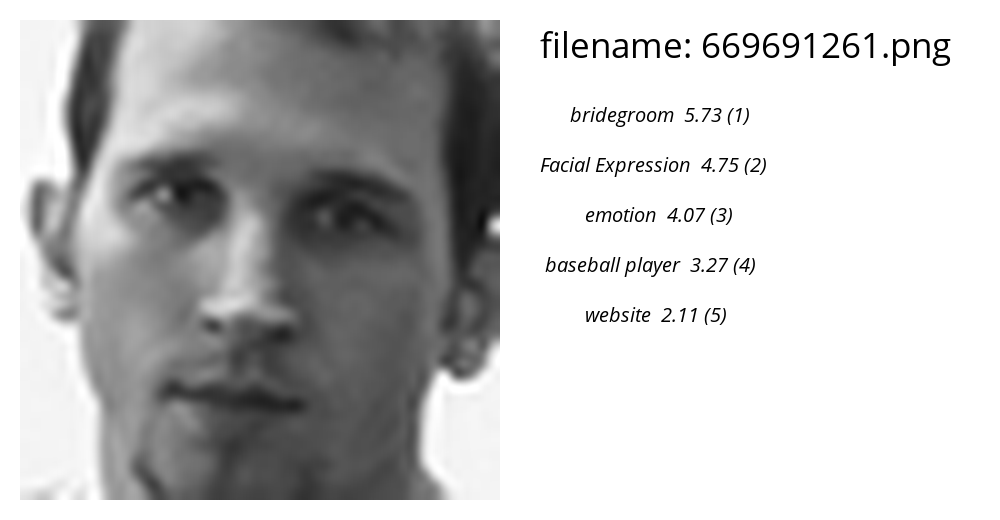 filename: 669691261.png
bridegroom 5.73 (1)
Facial Expression 4.75 (2)
emotion 4.07 (3)
baseball player 3.27 (4)
website 2.11 (5)